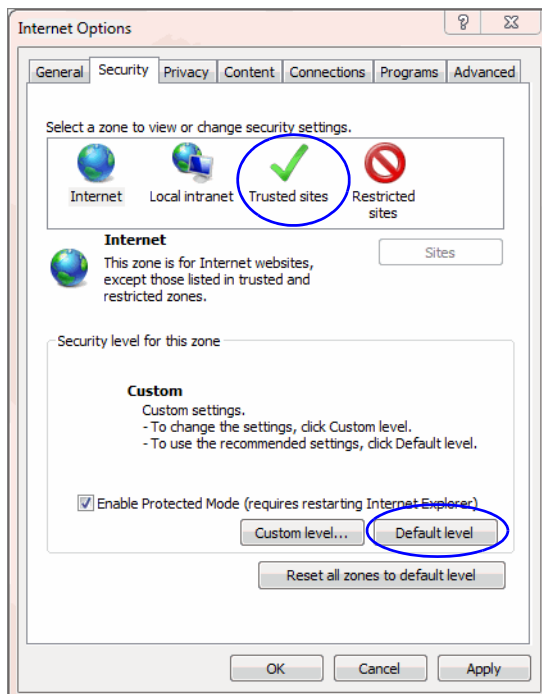 Internet Options
General Security Privacy Content Connections Programs Advanced
Select a zone to view or change security settings.
Internet Local intranet Trusted sites Restricted
sites
Internet
Sites
This zone is for Internet websites,
except those listed in trusted and
restricted zones.
Security level for this zone
Custom
Custom settings.
- To change the settings, click Custom level.
- To use the recommended settings, click Default level.
Enable Protected Mode (requires restarting Internet Explorer)
Custom level... Default level
Reset all zones to default level
OK Cancel Apply